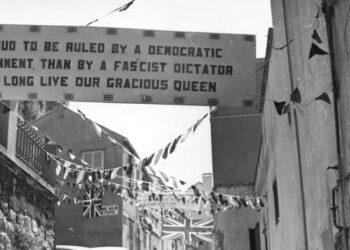 UD TO BE RULED BY A DEMOCRATIC
NMENT, THAN BY A FASCIST DICTATOR
LONG LIVE OUR GRACIOUS QUEEN